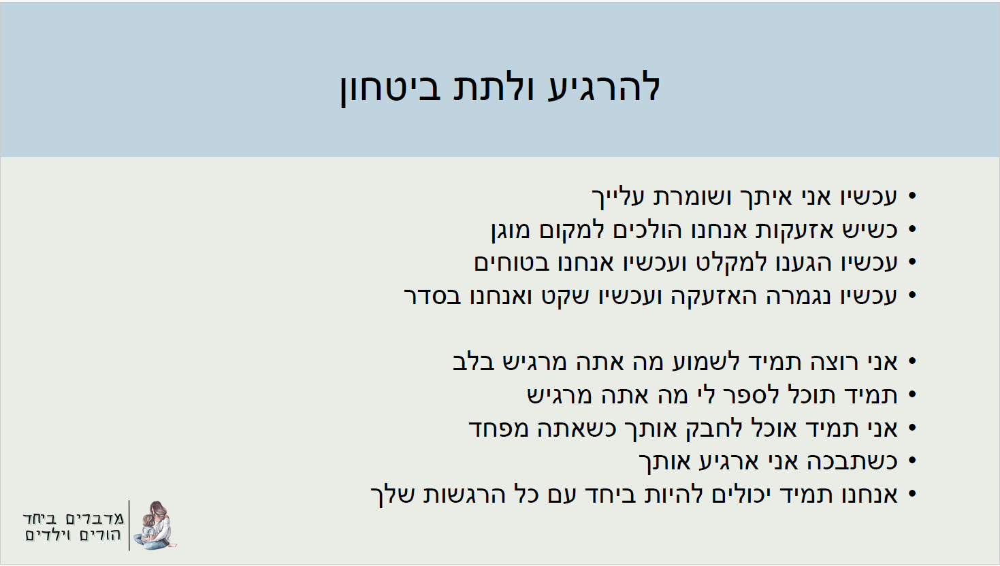 להרגיע ולתת ביטחון
• עכשיו אני איתך ושומרת עלייך
• כשיש אזעקות אנחנו הולכים למקום מוגן
• עכשיו הגענו למקלט ועכשיו אנחנו בטוחים
• עכשיו נגמרה האזעקה ועכשיו שקט ואנחנו בסדר
• אני רוצה תמיד לשמוע מה אתה מרגיש בלב
• תמיד תוכל לספר לי מה אתה מרגיש
• אני תמיד אוכל לחבק אותך כשאתה מפחד
• כשתבכה אני ארגיע אותך
• אנחנו תמיד יכולים להיות ביחד עם כל הרגשות שלך
מדברים ביחד
הורים וילדים